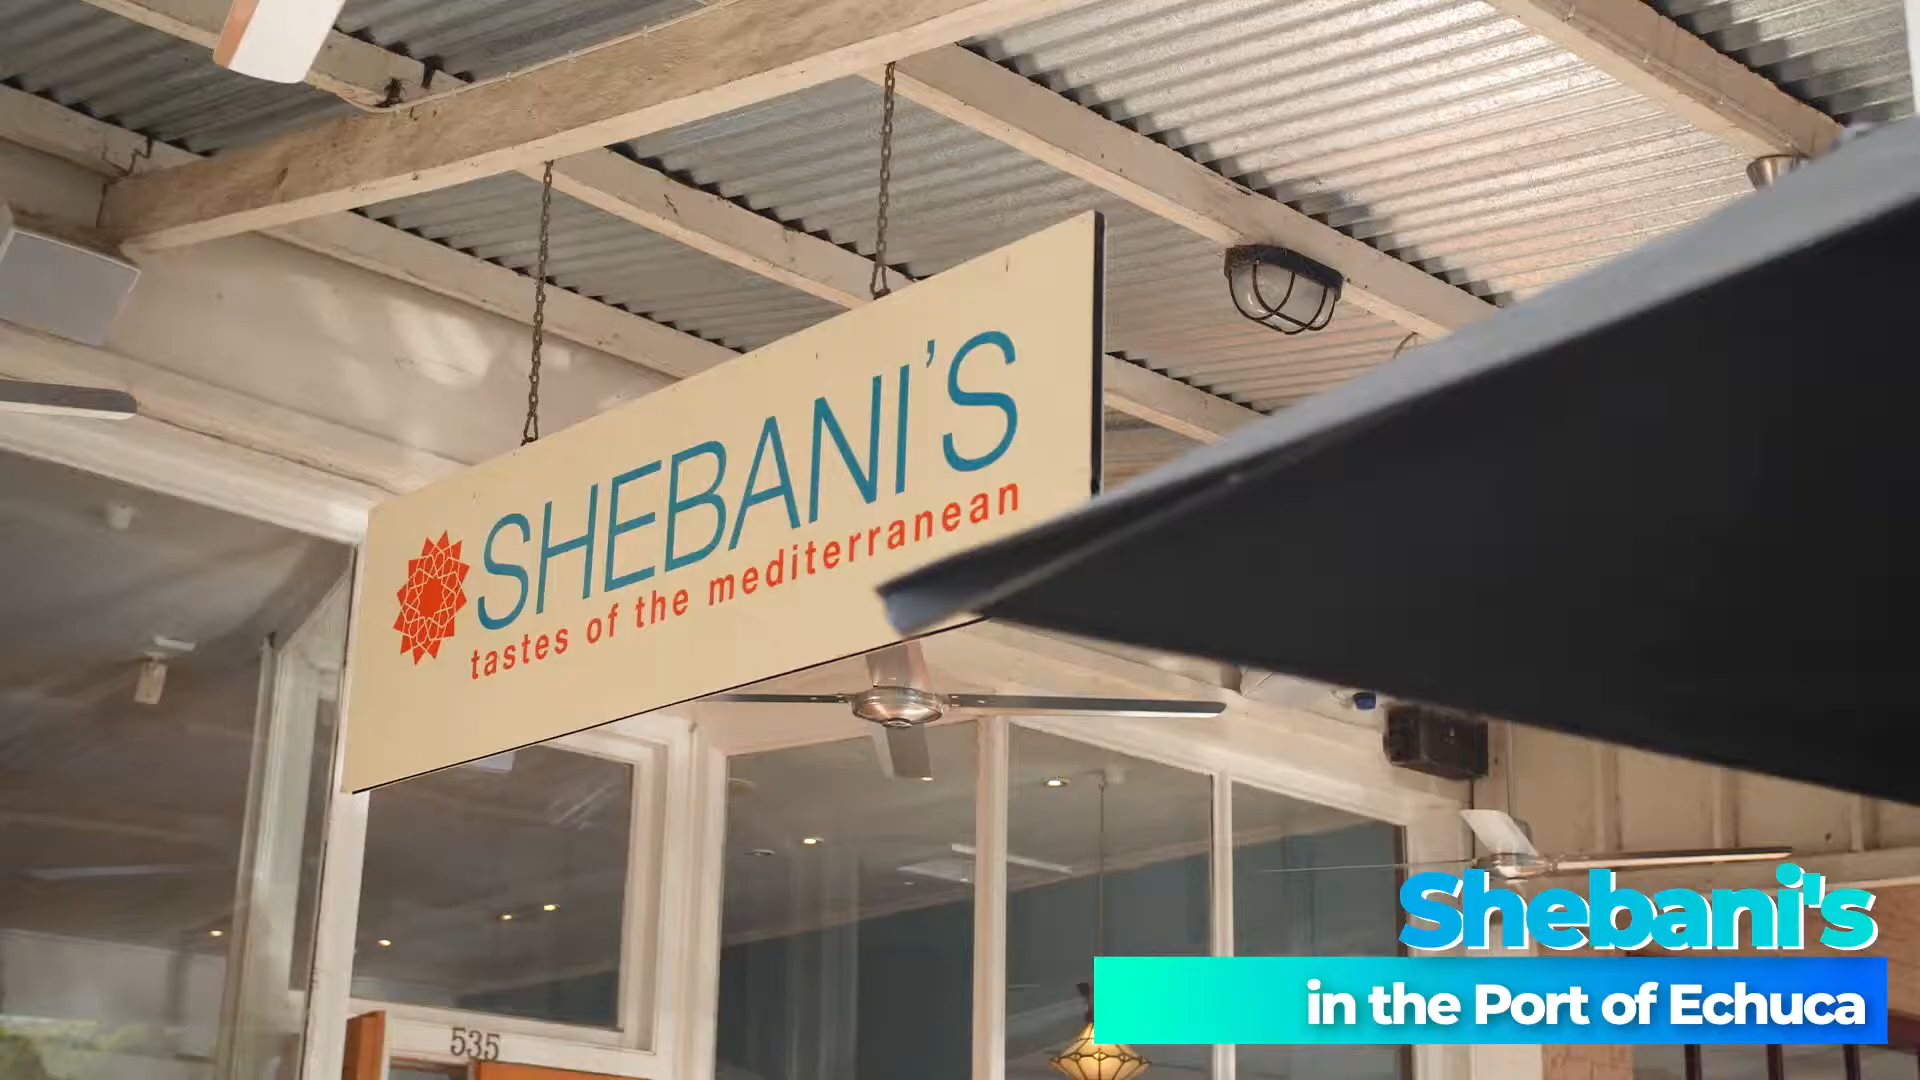 SHEBANI'S
tastes of the mediterranean
535
Shebani's
in the Port of Echuca